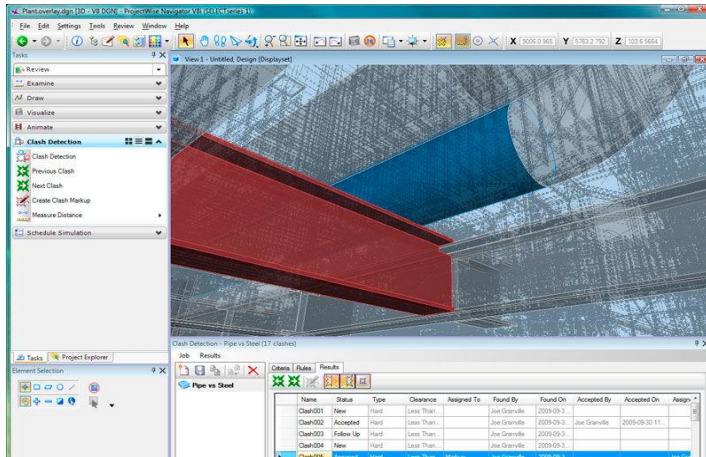 Plant.overlay.dgn [3D - V8 DGN] - ProjectWise Navigator V8i (SELECTseries 1)
File Edit Settings Tools Review Window Help
X 5006:0.965 Y 5763:2.792 Z 103:6.5664
Tasks
Review
Examine
Draw
Visualize
Animate
Clash Detection
Clash Detection
Previous Clash
Next Clash
Create Clash Markup
Measure Distance
Schedule Simulation
Tasks Project Explorer
Element Selection
View 1 - Untitled, Design [Displayset]
Clash Detection - Pipe vs Steel (17 clashes)
Job Results
Pipe vs Steel
Criteria Rules Results
Name Status Type Clearance Assigned To Found By Found On Accepted By Accepted On Assign
Clash001 New Hard Less Than... Joe Granville 2009-09-3...
Clash002 Accepted Hard Less Than... Joe Granville 2009-09-3... Joe Granville 2009-09-30 11...
Clash003 Follow Up Hard Less Than... Joe Granville 2009-09-3...
Clash004 New Hard Less Than... Joe Granville 2009-09-3...
Clash005